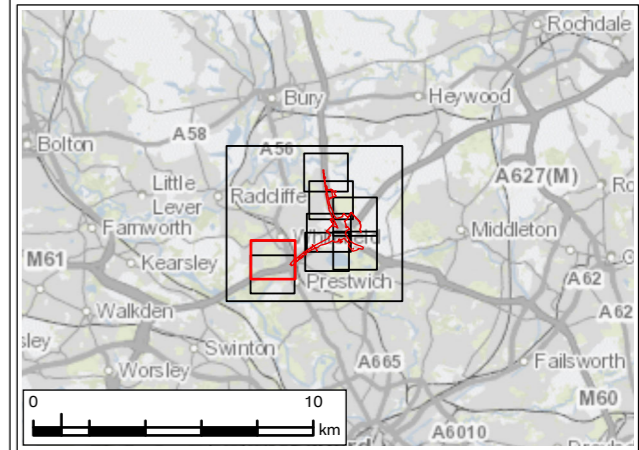 Rochdale
Bury
Heywood
Bolton
A58
A56
A627(M)
Little
Lever
Radcliffe
Farnworth
Middleton
M61
Kearsley
Prestwich
A62
Walkden
A62
Swinton
A665
Failsworth
Worsley
M60
0
10
km
A6010